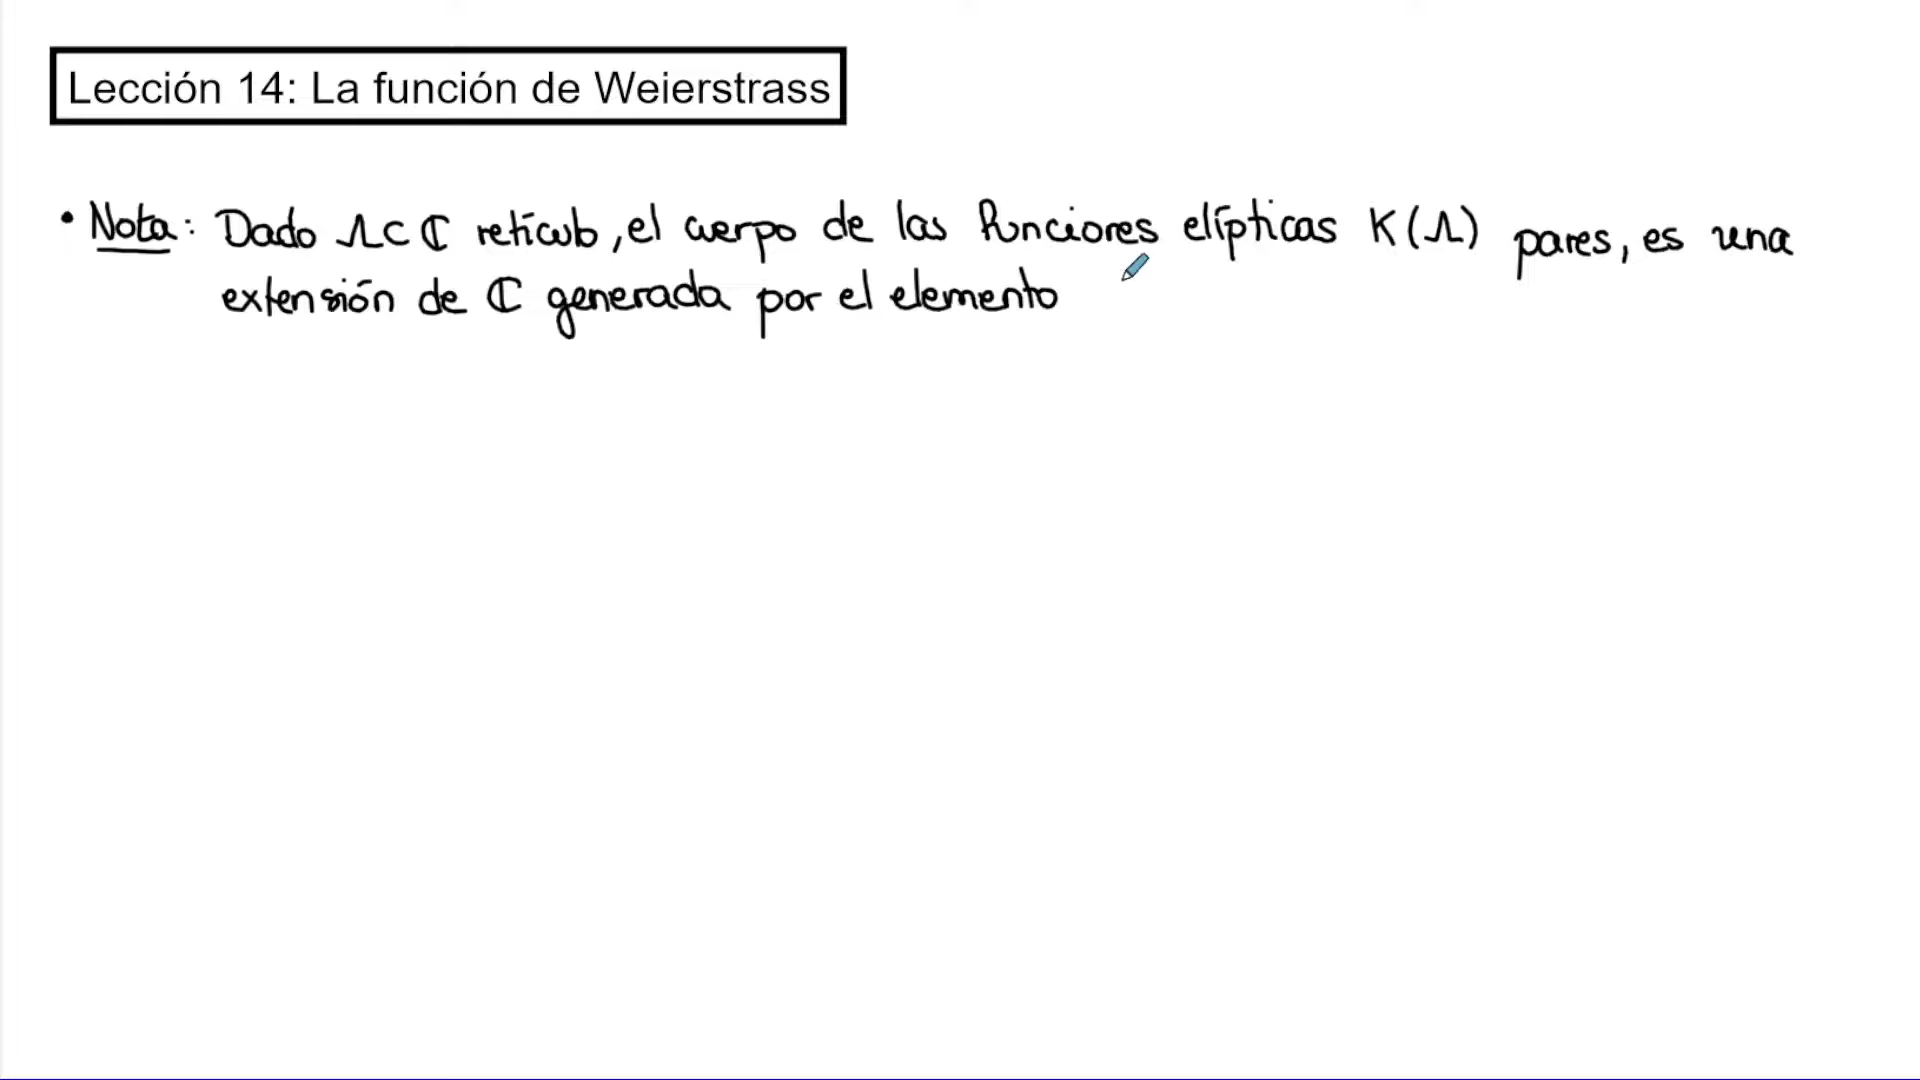 Lección 14: La función de Weierstrass
• Nota: Dado Λ ⊂ ℂ retículo, el cuerpo de las funciones elípticas K(Λ) pares, es una
extensión de ℂ generada por el elemento